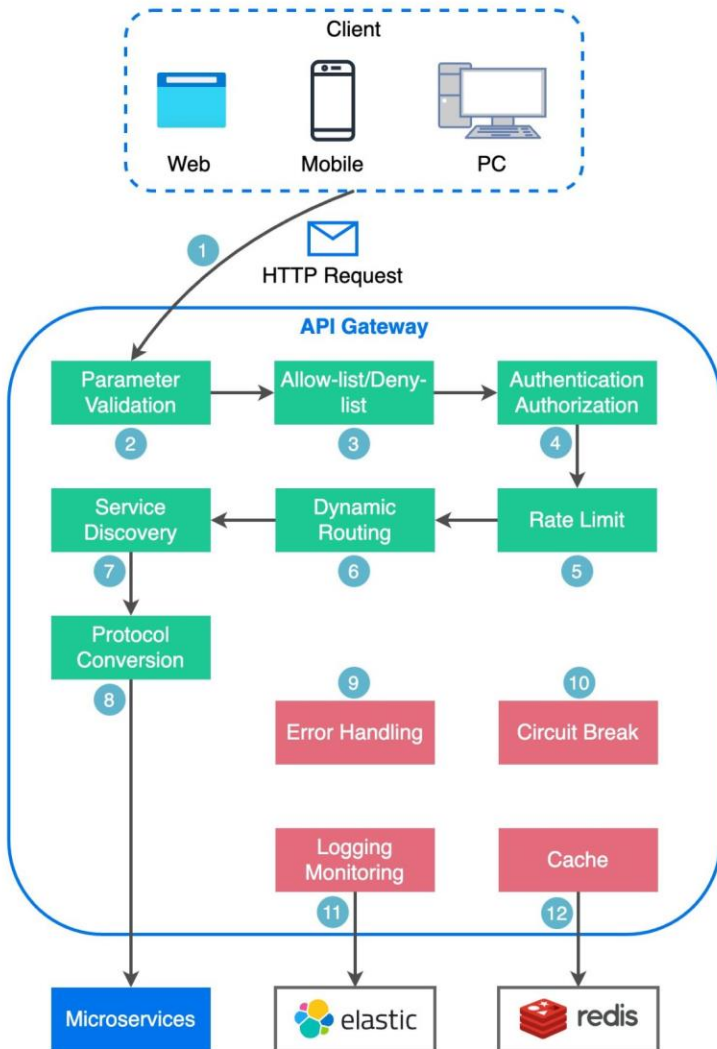 Client
Web
Mobile
PC
1
HTTP Request
API Gateway
Parameter
Validation
Allow-list/Deny-
list
Authentication
Authorization
2
3
4
Service
Discovery
Dynamic
Routing
Rate Limit
7
6
5
Protocol
Conversion
8
9
10
Error Handling
Circuit Break
Logging
Monitoring
Cache
11
12
Microservices
elastic
redis